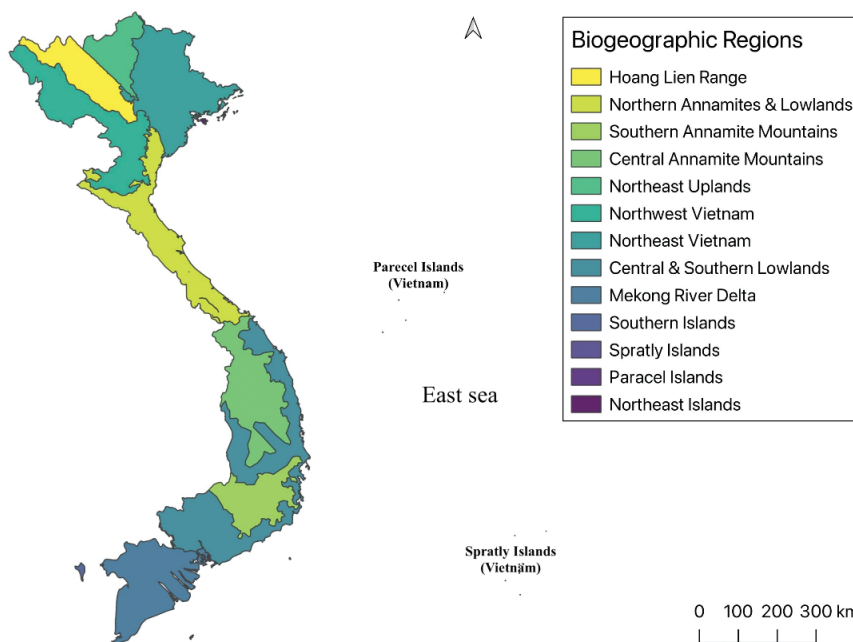 Biogeographic Regions
Hoang Lien Range
Northern Annamites & Lowlands
Southern Annamite Mountains
Central Annamite Mountains
Northeast Uplands
Northwest Vietnam
Northeast Vietnam
Central & Southern Lowlands
Mekong River Delta
Southern Islands
Spratly Islands
Paracel Islands
Northeast Islands
Parecel Islands
(Vietnam)
East sea
Spratly Islands
(Vietnam)
0 100 200 300 km